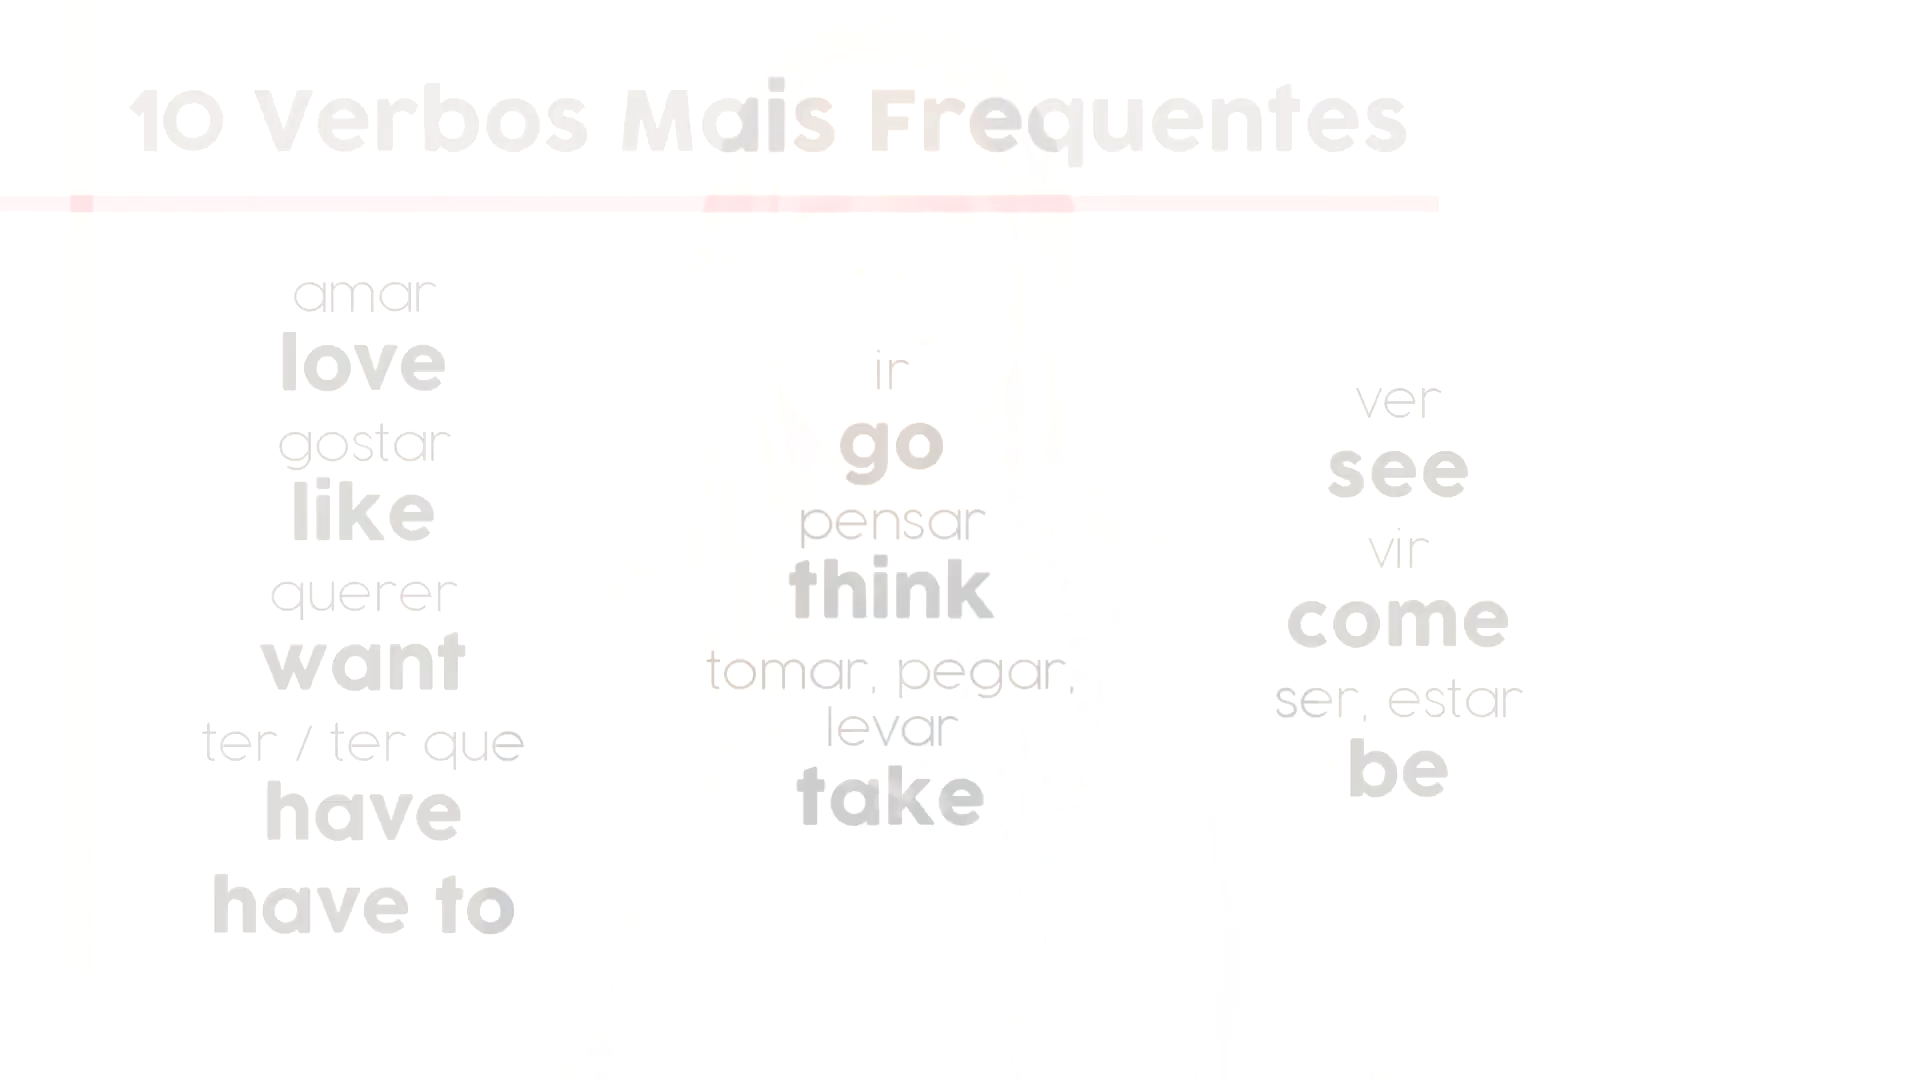 10 Verbos Mais Frequentes
amar
love
gostar
like
querer
want
ter / ter que
have
have to
ir
go
pensar
think
tomar, pegar,
levar
take
ver
see
vir
come
ser, estar
be